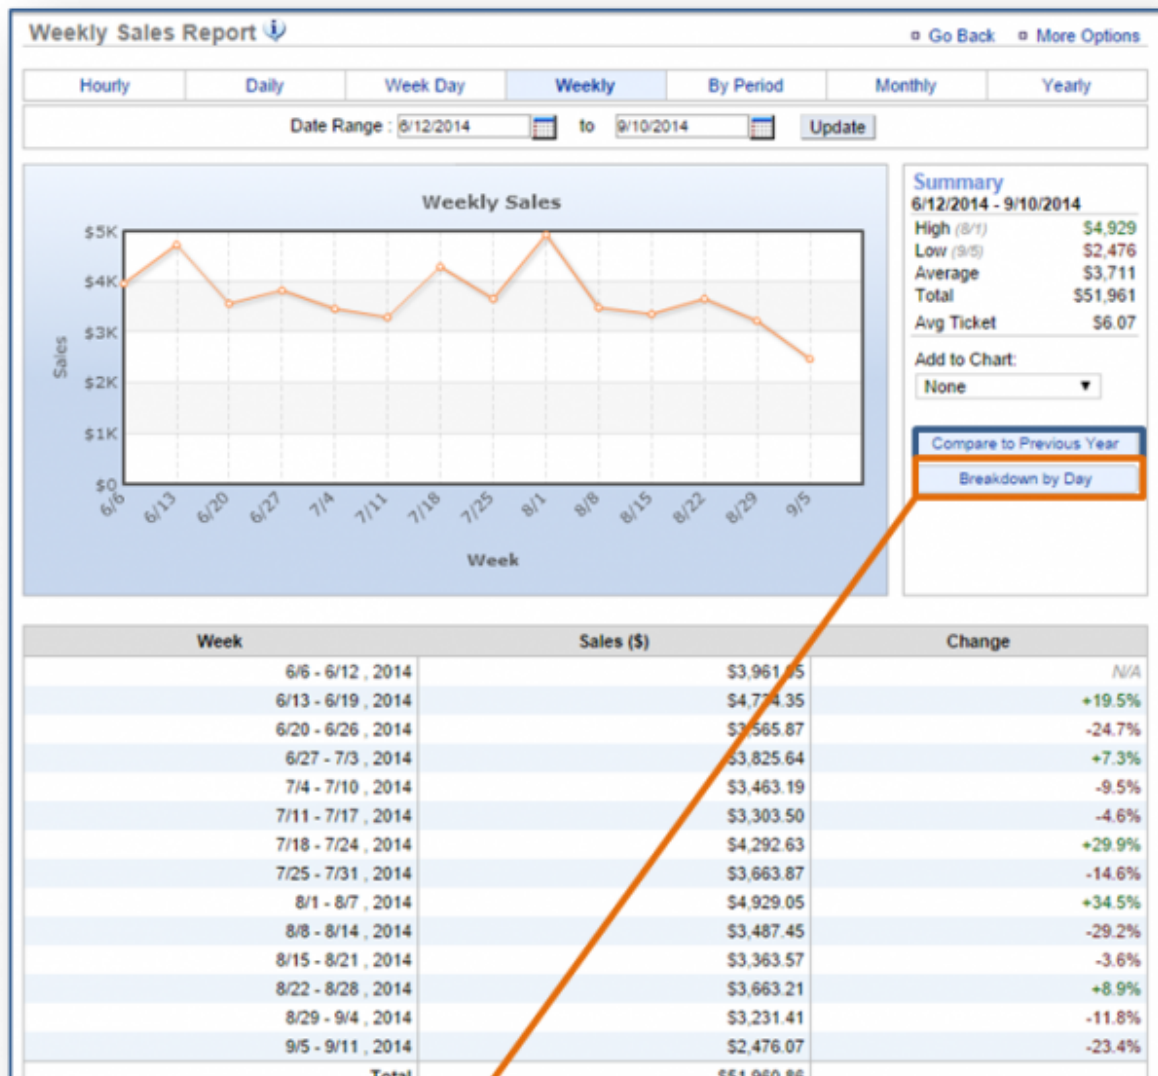 Weekly Sales Report
Go Back More Options
Hourly Daily Week Day Weekly By Period Monthly Yearly
Date Range : 6/12/2014 to 9/10/2014 Update
Weekly Sales
$5K
$4K
$3K
$2K
$1K
$0
Sales
6/6 6/13 6/20 6/27 7/4 7/11 7/18 7/25 8/1 8/8 8/15 8/22 8/29 9/5
Week
Summary
6/12/2014 - 9/10/2014
High (8/1) $4,929
Low (9/5) $2,476
Average $3,711
Total $51,961
Avg Ticket $6.07
Add to Chart:
None
Compare to Previous Year
Breakdown by Day
Week Sales ($) Change
6/6 - 6/12 , 2014 N/A
6/13 - 6/19 , 2014 +19.5%
6/20 - 6/26 , 2014 $3,565.87 -24.7%
6/27 - 7/3 , 2014 $3,825.64 +7.3%
7/4 - 7/10 , 2014 $3,463.19 -9.5%
7/11 - 7/17 , 2014 $3,303.50 -4.6%
7/18 - 7/24 , 2014 $4,292.63 +29.9%
7/25 - 7/31 , 2014 $3,663.87 -14.6%
8/1 - 8/7 , 2014 $4,929.05 +34.5%
8/8 - 8/14 , 2014 $3,487.45 -29.2%
8/15 - 8/21 , 2014 $3,363.57 -3.6%
8/22 - 8/28 , 2014 $3,663.21 +8.9%
8/29 - 9/4 , 2014 $3,231.41 -11.8%
9/5 - 9/11 , 2014 $2,476.07 -23.4%
Total $51,960.86